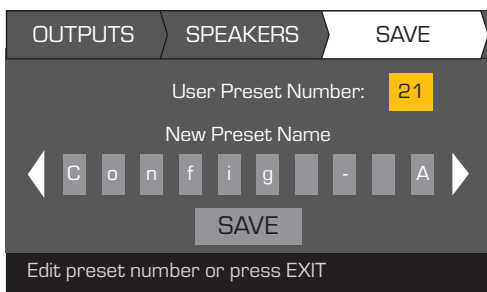 OUTPUTS SPEAKERS SAVE
User Preset Number: 21
New Preset Name
C o n f i g - A
SAVE
Edit preset number or press EXIT